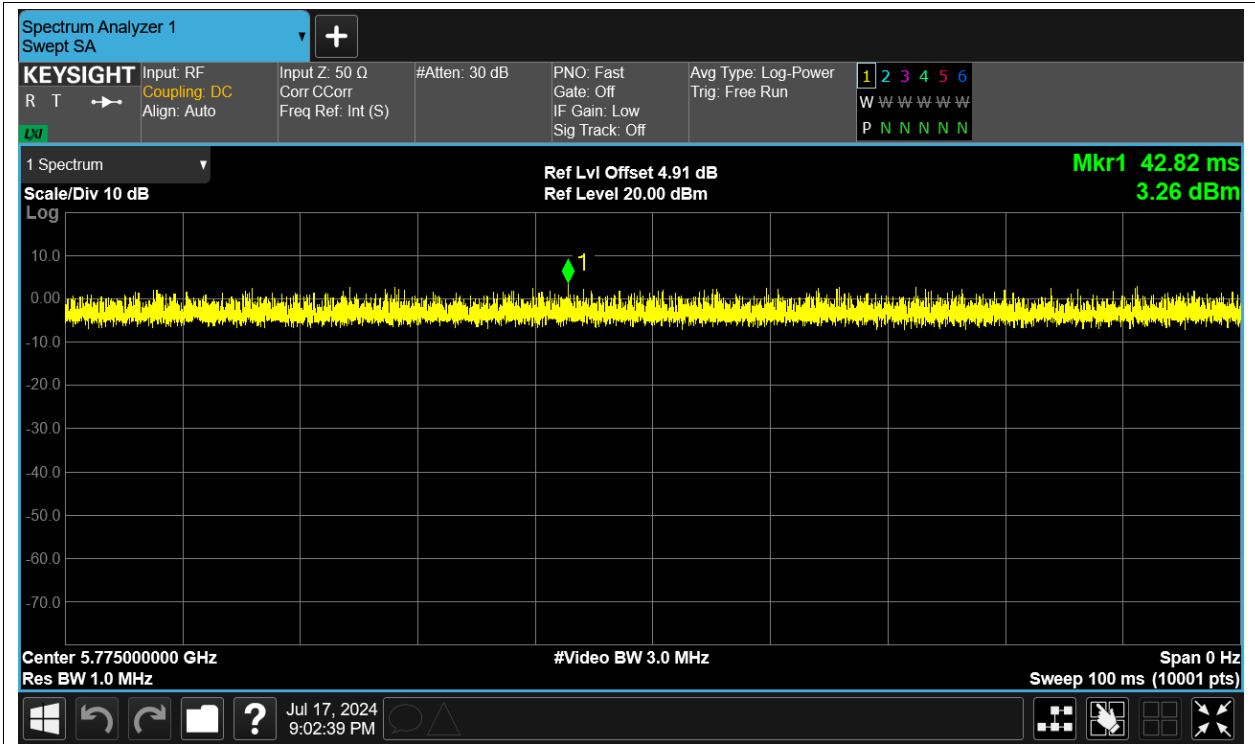 Spectrum Analyzer 1
Swept SA
KEYSIGHT
R T
LXI
Input: RF
Coupling: DC
Align: Auto
Input Z: 50 Ω
Corr CCorr
Freq Ref: Int (S)
#Atten: 30 dB
PNO: Fast
Gate: Off
IF Gain: Low
Sig Track: Off
Avg Type: Log-Power
Trig: Free Run
1 2 3 4 5 6
W W W W W W
P N N N N N
1 Spectrum
Scale/Div 10 dB
Log
Ref Lvl Offset 4.91 dB
Ref Level 20.00 dBm
Mkr1 42.82 ms
3.26 dBm
1
10.0
0.00
-10.0
-20.0
-30.0
-40.0
-50.0
-60.0
-70.0
Center 5.775000000 GHz
Res BW 1.0 MHz
#Video BW 3.0 MHz
Span 0 Hz
Sweep 100 ms (10001 pts)
?
Jul 17, 2024
9:02:39 PM